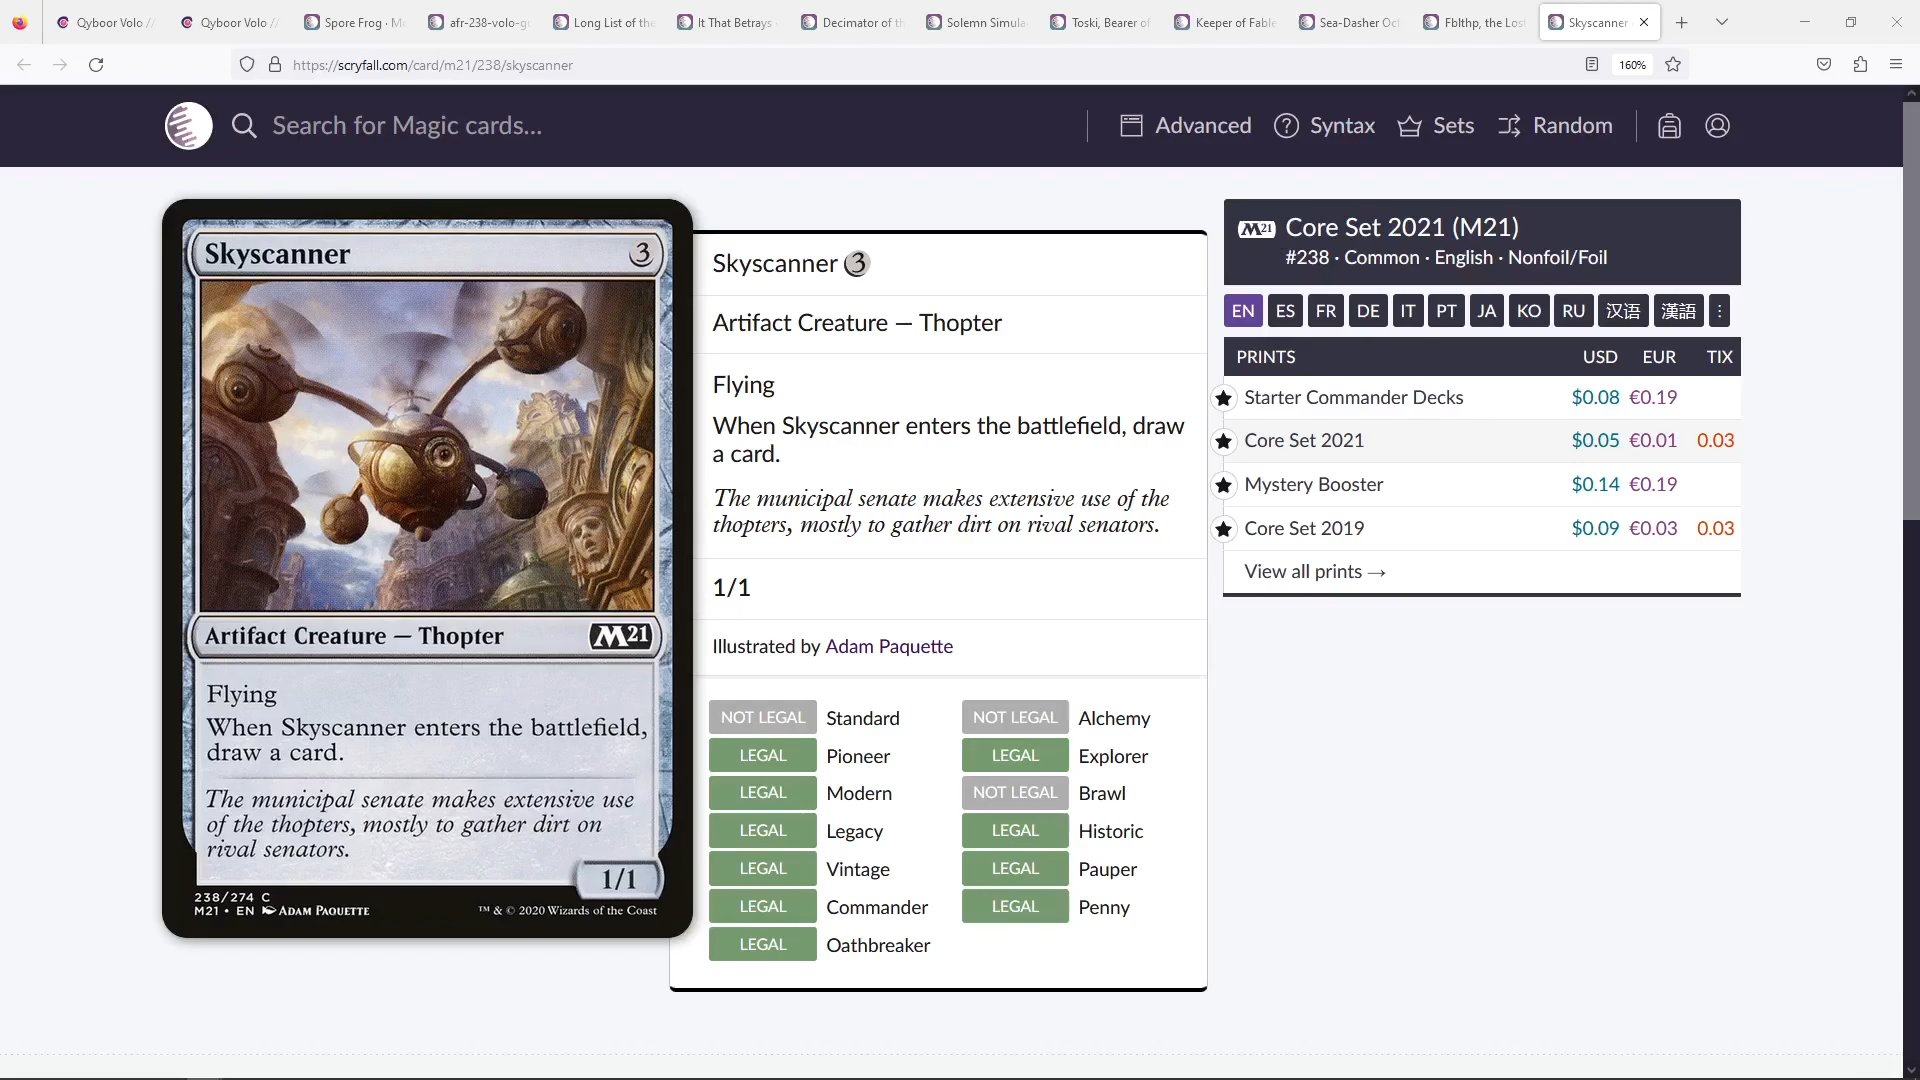 Qyboor Volo //
Qyboor Volo //
Spore Frog · M
afr-238-volo-g
Long List of the
It That Betrays
Decimator of th
Solemn Simula
Toski, Bearer of
Keeper of Fable
Sea-Dasher Oct
Fblthp, the Lost
Skyscanner
https://scryfall.com/card/m21/238/skyscanner
160%
Search for Magic cards...
Advanced
Syntax
Sets
Random
Skyscanner 3
Artifact Creature — Thopter
M21
Flying
When Skyscanner enters the battlefield,
draw a card.
The municipal senate makes extensive use
of the thopters, mostly to gather dirt on
rival senators.
1/1
238/274 C
M21 • EN Adam Paquette
™ & © 2020 Wizards of the Coast
Skyscanner 3
Artifact Creature — Thopter
Flying
When Skyscanner enters the battlefield, draw
a card.
The municipal senate makes extensive use of the
thopters, mostly to gather dirt on rival senators.
1/1
Illustrated by Adam Paquette
NOT LEGAL Standard
NOT LEGAL Alchemy
LEGAL Pioneer
LEGAL Explorer
LEGAL Modern
NOT LEGAL Brawl
LEGAL Legacy
LEGAL Historic
LEGAL Vintage
LEGAL Pauper
LEGAL Commander
LEGAL Penny
LEGAL Oathbreaker
M21 Core Set 2021 (M21)
#238 · Common · English · Nonfoil/Foil
EN ES FR DE IT PT JA KO RU 汉语 漢語
PRINTS USD EUR TIX
Starter Commander Decks $0.08 €0.19
Core Set 2021 $0.05 €0.01 0.03
Mystery Booster $0.14 €0.19
Core Set 2019 $0.09 €0.03 0.03
View all prints →